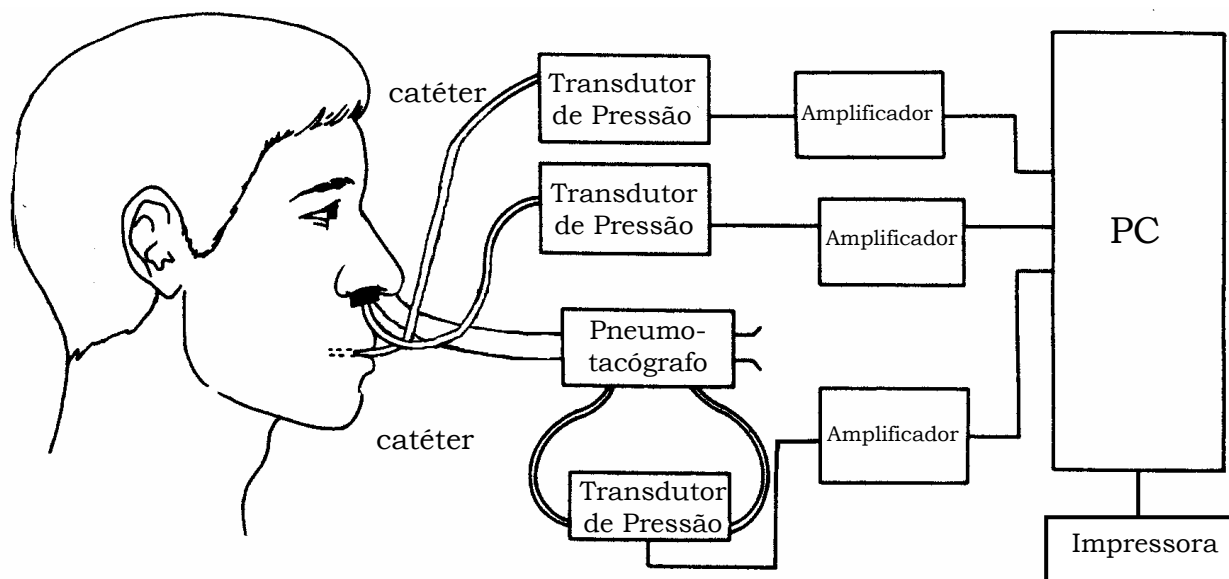 catéter
Transdutor
de Pressão
Amplificador
Transdutor
de Pressão
Amplificador
PC
Pneumo-
tacógrafo
catéter
Amplificador
Transdutor
de Pressão
Impressora